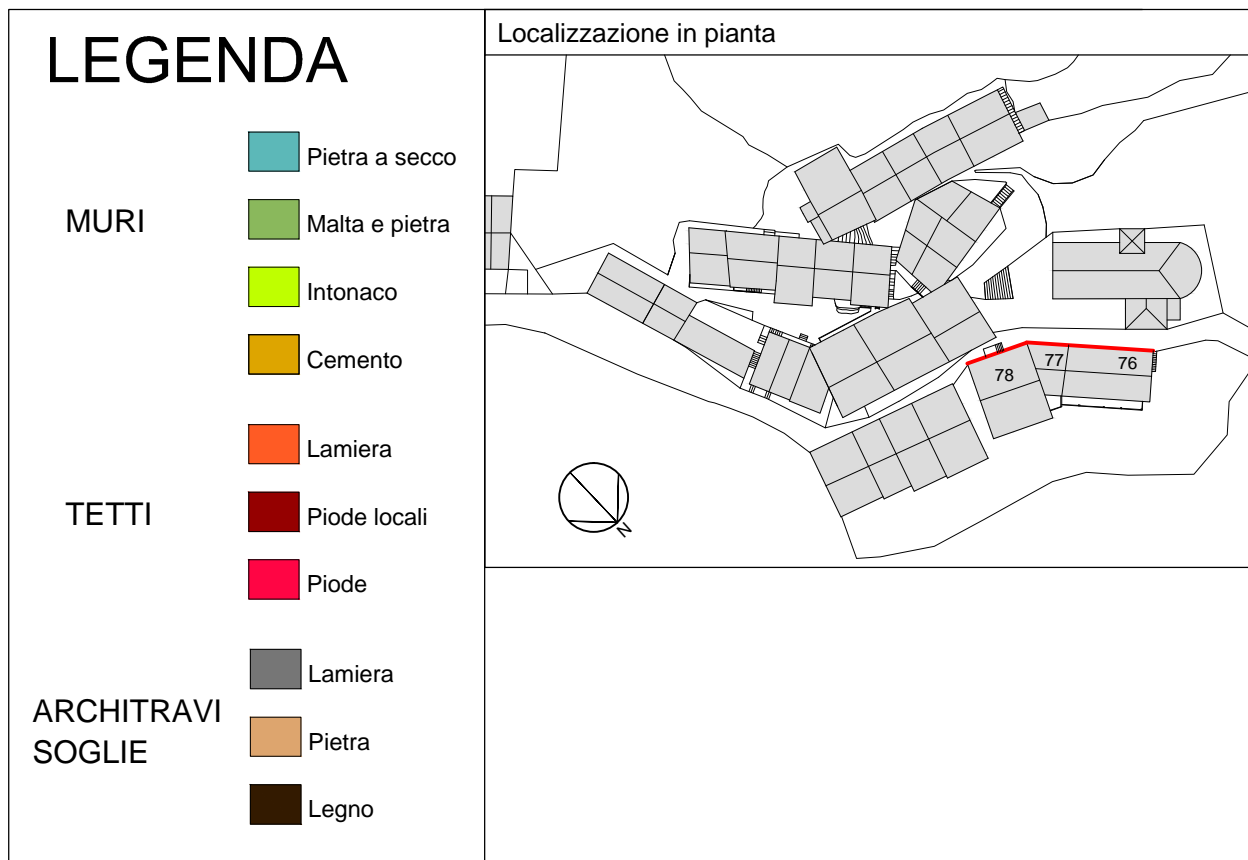 LEGENDA
MURI
Pietra a secco
Malta e pietra
Intonaco
Cemento
TETTI
Lamiera
Piode locali
Piode
ARCHITRAVI
SOGLIE
Lamiera
Pietra
Legno
Localizzazione in pianta
78
77
76
N